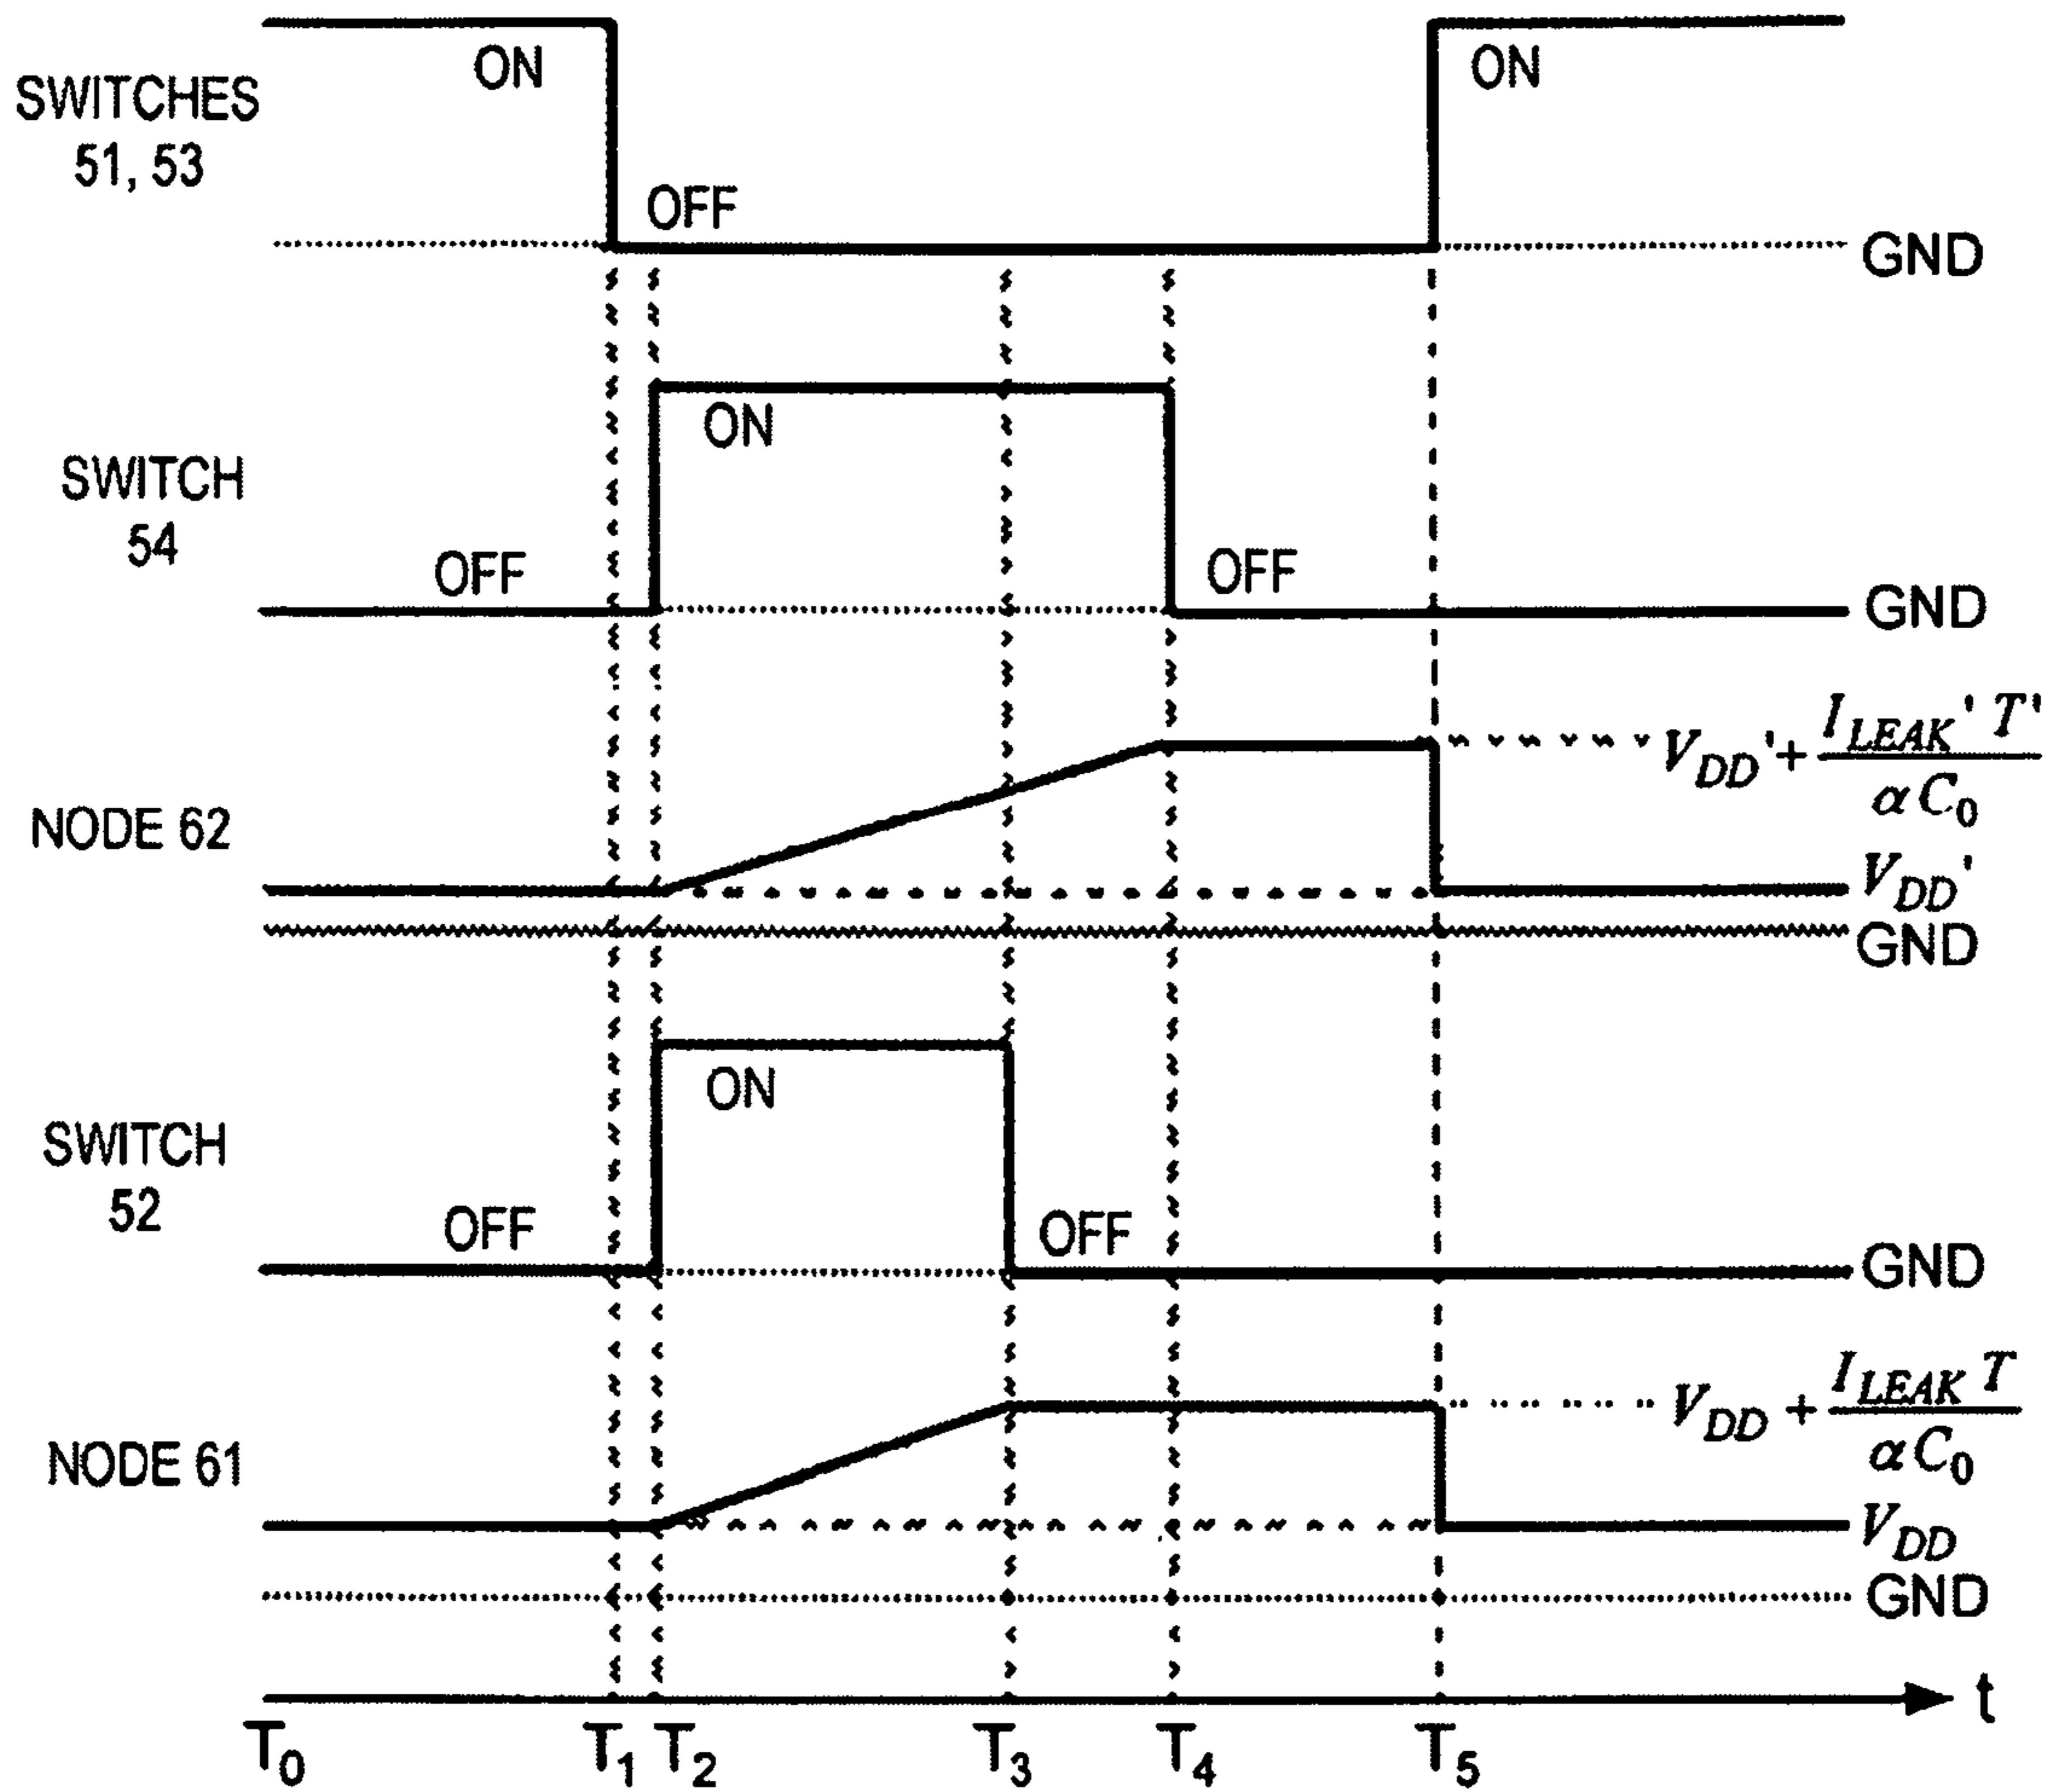 ON
ON
SWITCHES
51, 53
OFF
GND
ON
SWITCH
54
OFF
OFF
GND
V_DD' + I_LEAK' T' / αC_0
NODE 62
V_DD'
GND
ON
SWITCH
52
OFF
OFF
GND
V_DD + I_LEAK T / αC_0
NODE 61
V_DD
GND
t
T_0 T_1 T_2 T_3 T_4 T_5